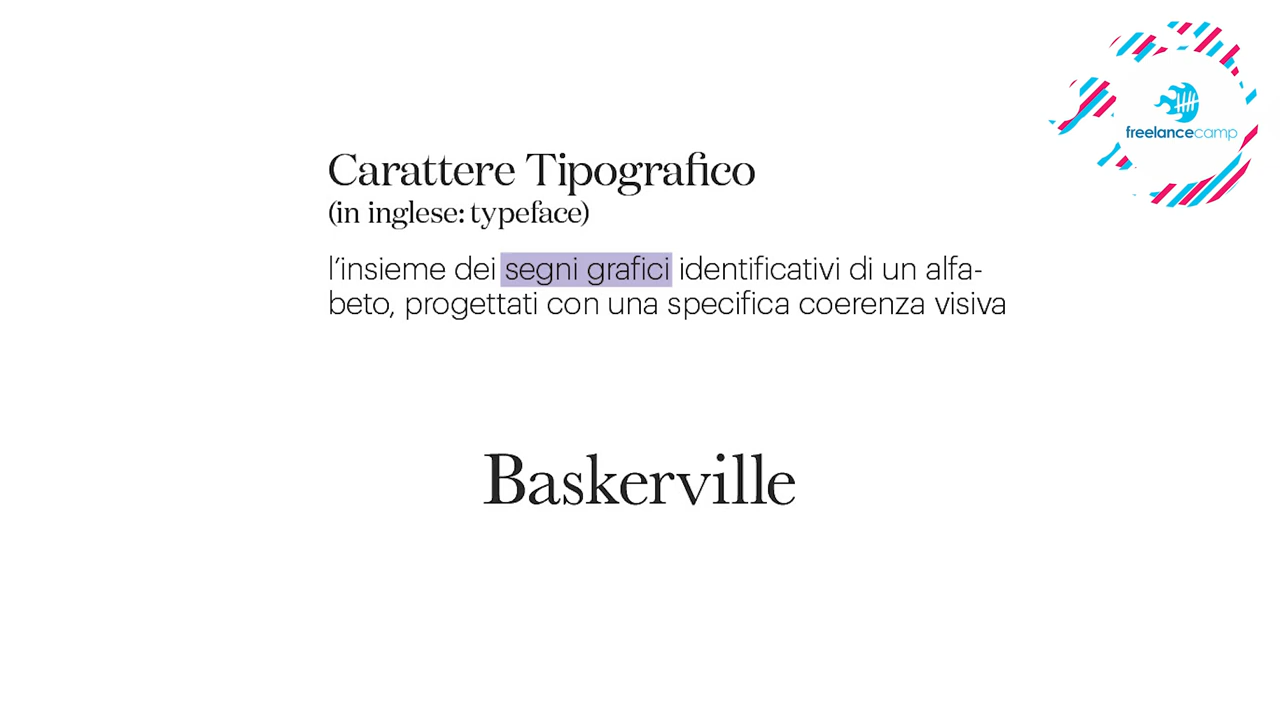 freelancecamp
Carattere Tipografico
(in inglese: typeface)
l’insieme dei segni grafici identificativi di un alfa-
beto, progettati con una specifica coerenza visiva
Baskerville